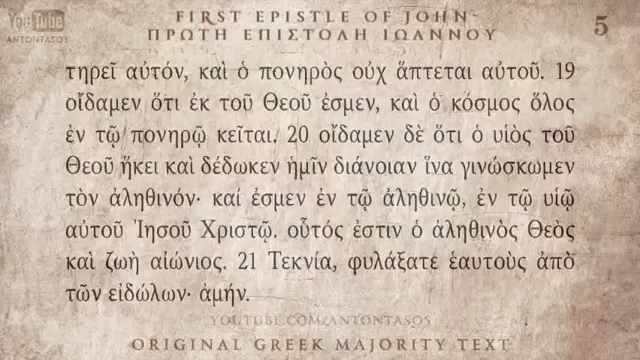 You Tube
ANTONTASOS
FIRST EPISTLE OF JOHN
ΠΡΩΤΗ ΕΠΙΣΤΟΛΗ ΙΩΑΝΝΟΥ
5
τηρεῖ αὐτόν, καὶ ὁ πονηρὸς οὐχ ἅπτεται αὐτοῦ. 19
οἴδαμεν ὅτι ἐκ τοῦ Θεοῦ ἐσμεν, καὶ ὁ κόσμος ὅλος
ἐν τῷ πονηρῷ κεῖται. 20 οἴδαμεν δὲ ὅτι ὁ υἱὸς τοῦ
Θεοῦ ἥκει καὶ δέδωκεν ἡμῖν διάνοιαν ἵνα γινώσκωμεν
τὸν ἀληθινόν· καί ἐσμεν ἐν τῷ ἀληθινῷ, ἐν τῷ υἱῷ
αὐτοῦ Ἰησοῦ Χριστῷ. οὗτός ἐστιν ὁ ἀληθινὸς Θεὸς
καὶ ζωὴ αἰώνιος. 21 Τεκνία, φυλάξατε ἑαυτοὺς ἀπὸ
τῶν εἰδώλων· ἀμήν.
YOUTUBE.COM/ANTONTASOS
ORIGINAL GREEK MAJORITY TEXT